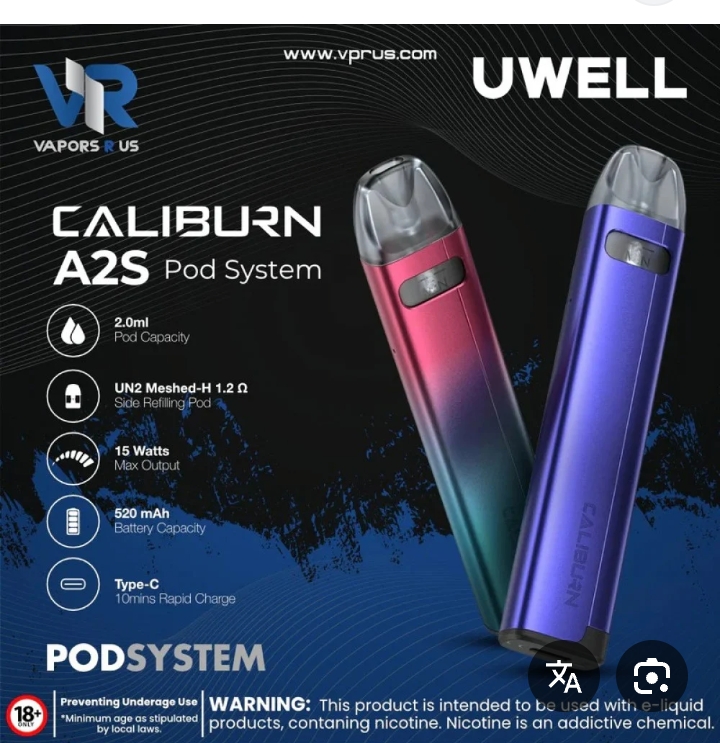 www.vprus.com
UWELL
VR
VAPORS R US
CALIBURN
A2S Pod System
2.0ml
Pod Capacity
UN2 Meshed-H 1.2 Ω
Side Refilling Pod
15 Watts
Max Output
520 mAh
Battery Capacity
Type-C
10mins Rapid Charge
CALIBURN
PODSYSTEM
18+
ONLY
Preventing Underage Use
*Minimum age as stipulated
by local laws.
WARNING: This product is intended to be used with e-liquid
products, contaning nicotine. Nicotine is an addictive chemical.